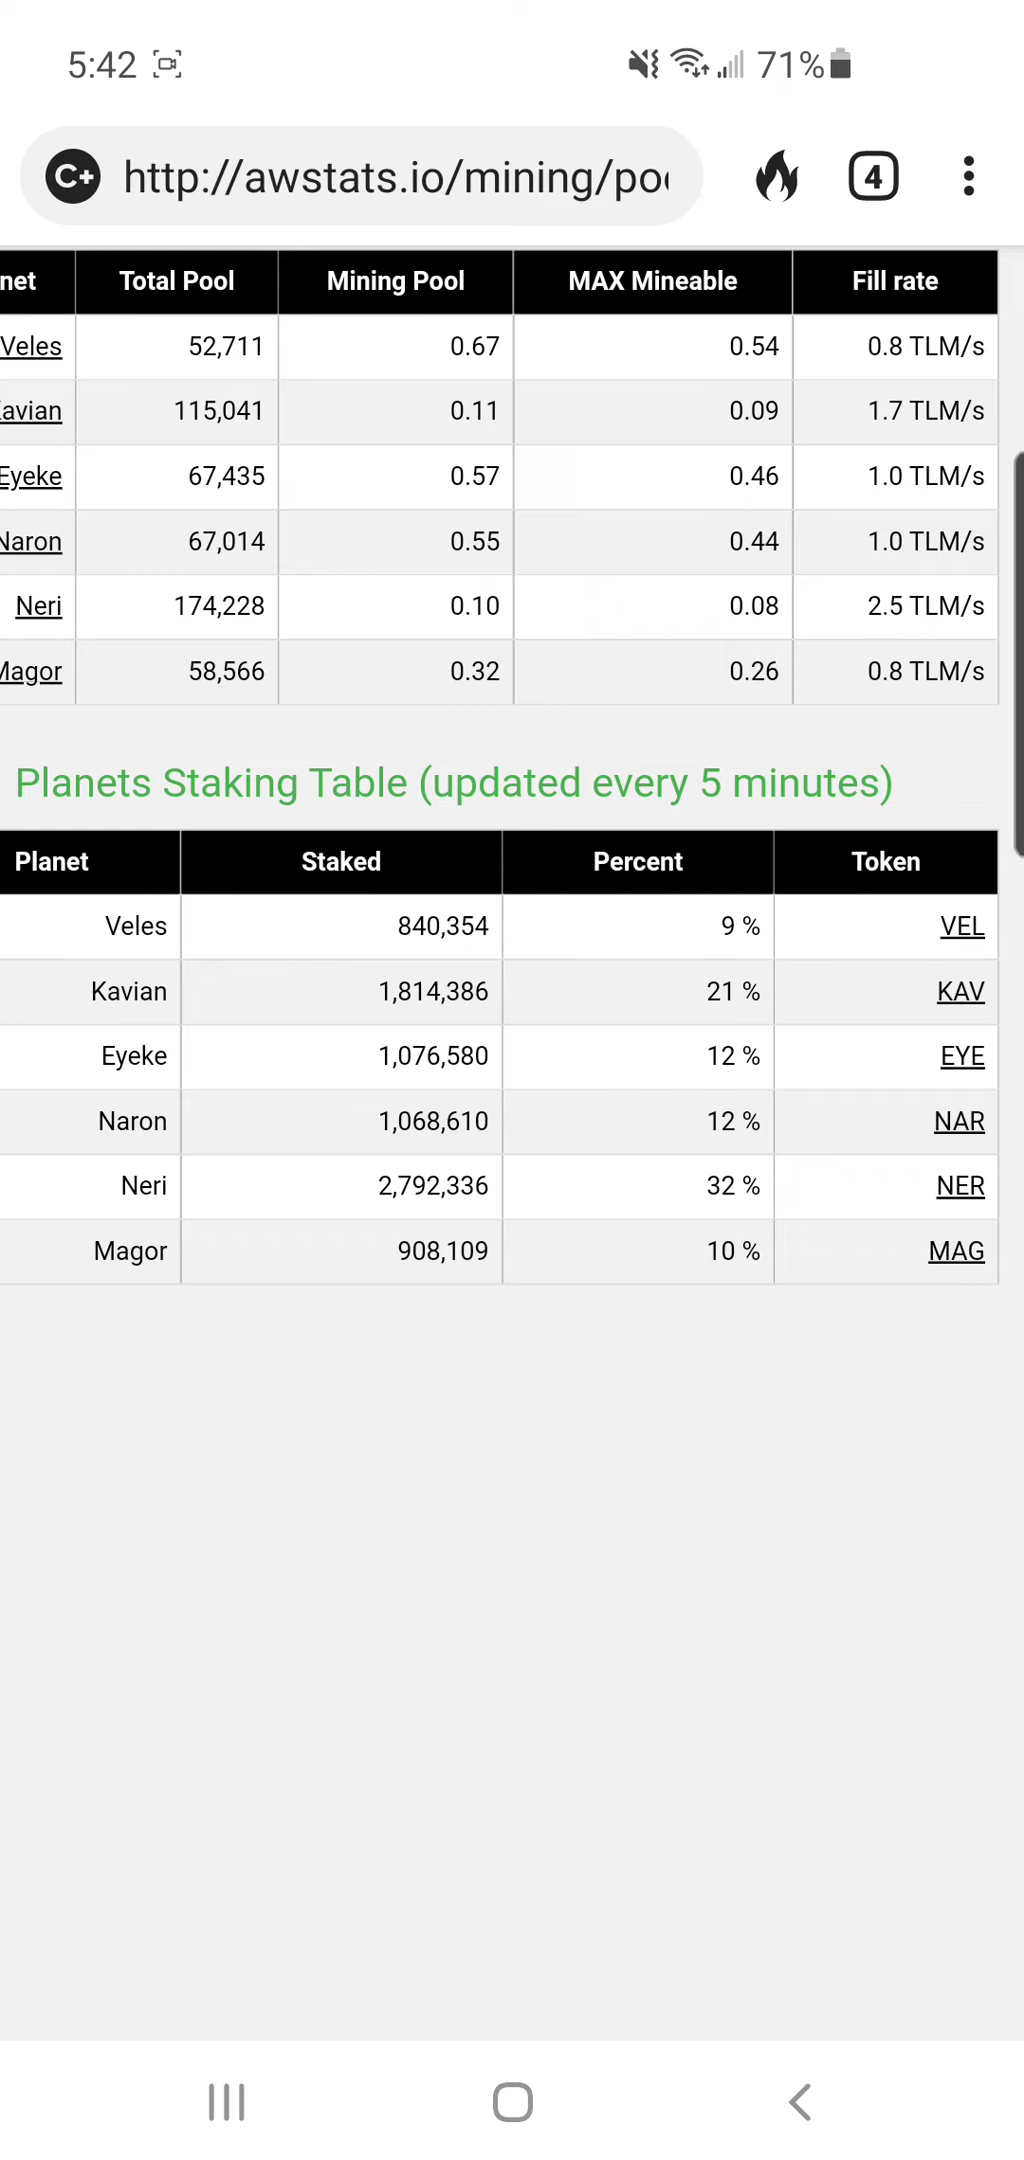 5:42 71%
C+ http://awstats.io/mining/po
net Total Pool Mining Pool MAX Mineable Fill rate
Veles 52,711 0.67 0.54 0.8 TLM/s
avian 115,041 0.11 0.09 1.7 TLM/s
Eyeke 67,435 0.57 0.46 1.0 TLM/s
Naron 67,014 0.55 0.44 1.0 TLM/s
Neri 174,228 0.10 0.08 2.5 TLM/s
Magor 58,566 0.32 0.26 0.8 TLM/s
Planets Staking Table (updated every 5 minutes)
Planet Staked Percent Token
Veles 840,354 9 % VEL
Kavian 1,814,386 21 % KAV
Eyeke 1,076,580 12 % EYE
Naron 1,068,610 12 % NAR
Neri 2,792,336 32 % NER
Magor 908,109 10 % MAG
4